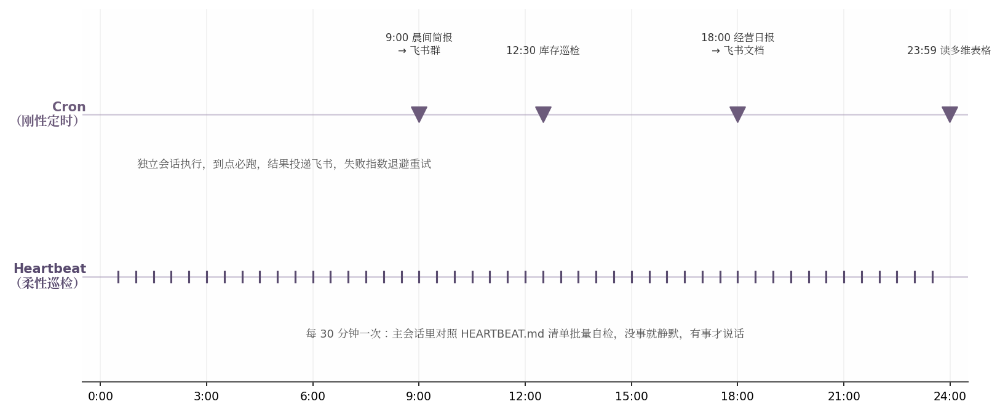 9:00 晨间简报
→ 飞书群
12:30 库存巡检
18:00 经营日报
→ 飞书文档
23:59 读多维表格
Cron
（刚性定时）
独立会话执行，到点必跑，结果投递飞书，失败指数退避重试
Heartbeat
（柔性巡检）
每 30 分钟一次：主会话里对照 HEARTBEAT.md 清单批量自检，没事就静默，有事才说话
0:00
3:00
6:00
9:00
12:00
15:00
18:00
21:00
24:00